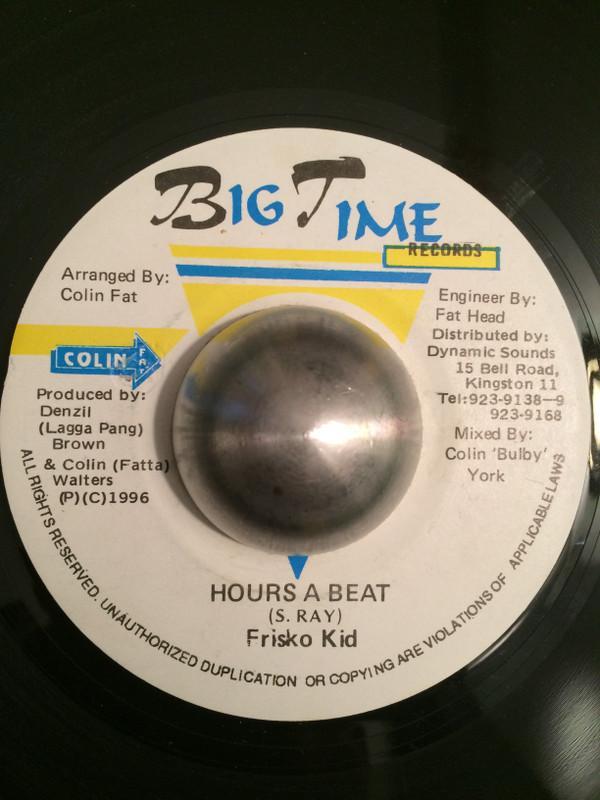 BIG TIME
RECORDS
Arranged By:
Colin Fat
COLIN FAT
Produced by:
Denzil
(Lagga Pang)
Brown
& Colin (Fatta)
Walters
(P)(C)1996
Engineer By:
Fat Head
Distributed by:
Dynamic Sounds
15 Bell Road,
Kingston 11
Tel:923-9138—9
923-9168
Mixed By:
Colin 'Bulby'
York
HOURS A BEAT
(S. RAY)
Frisko Kid
ALL RIGHTS RESERVED. UNAUTHORIZED DUPLICATION OR COPYING ARE VIOLATIONS OF APPLICABLE LAWS